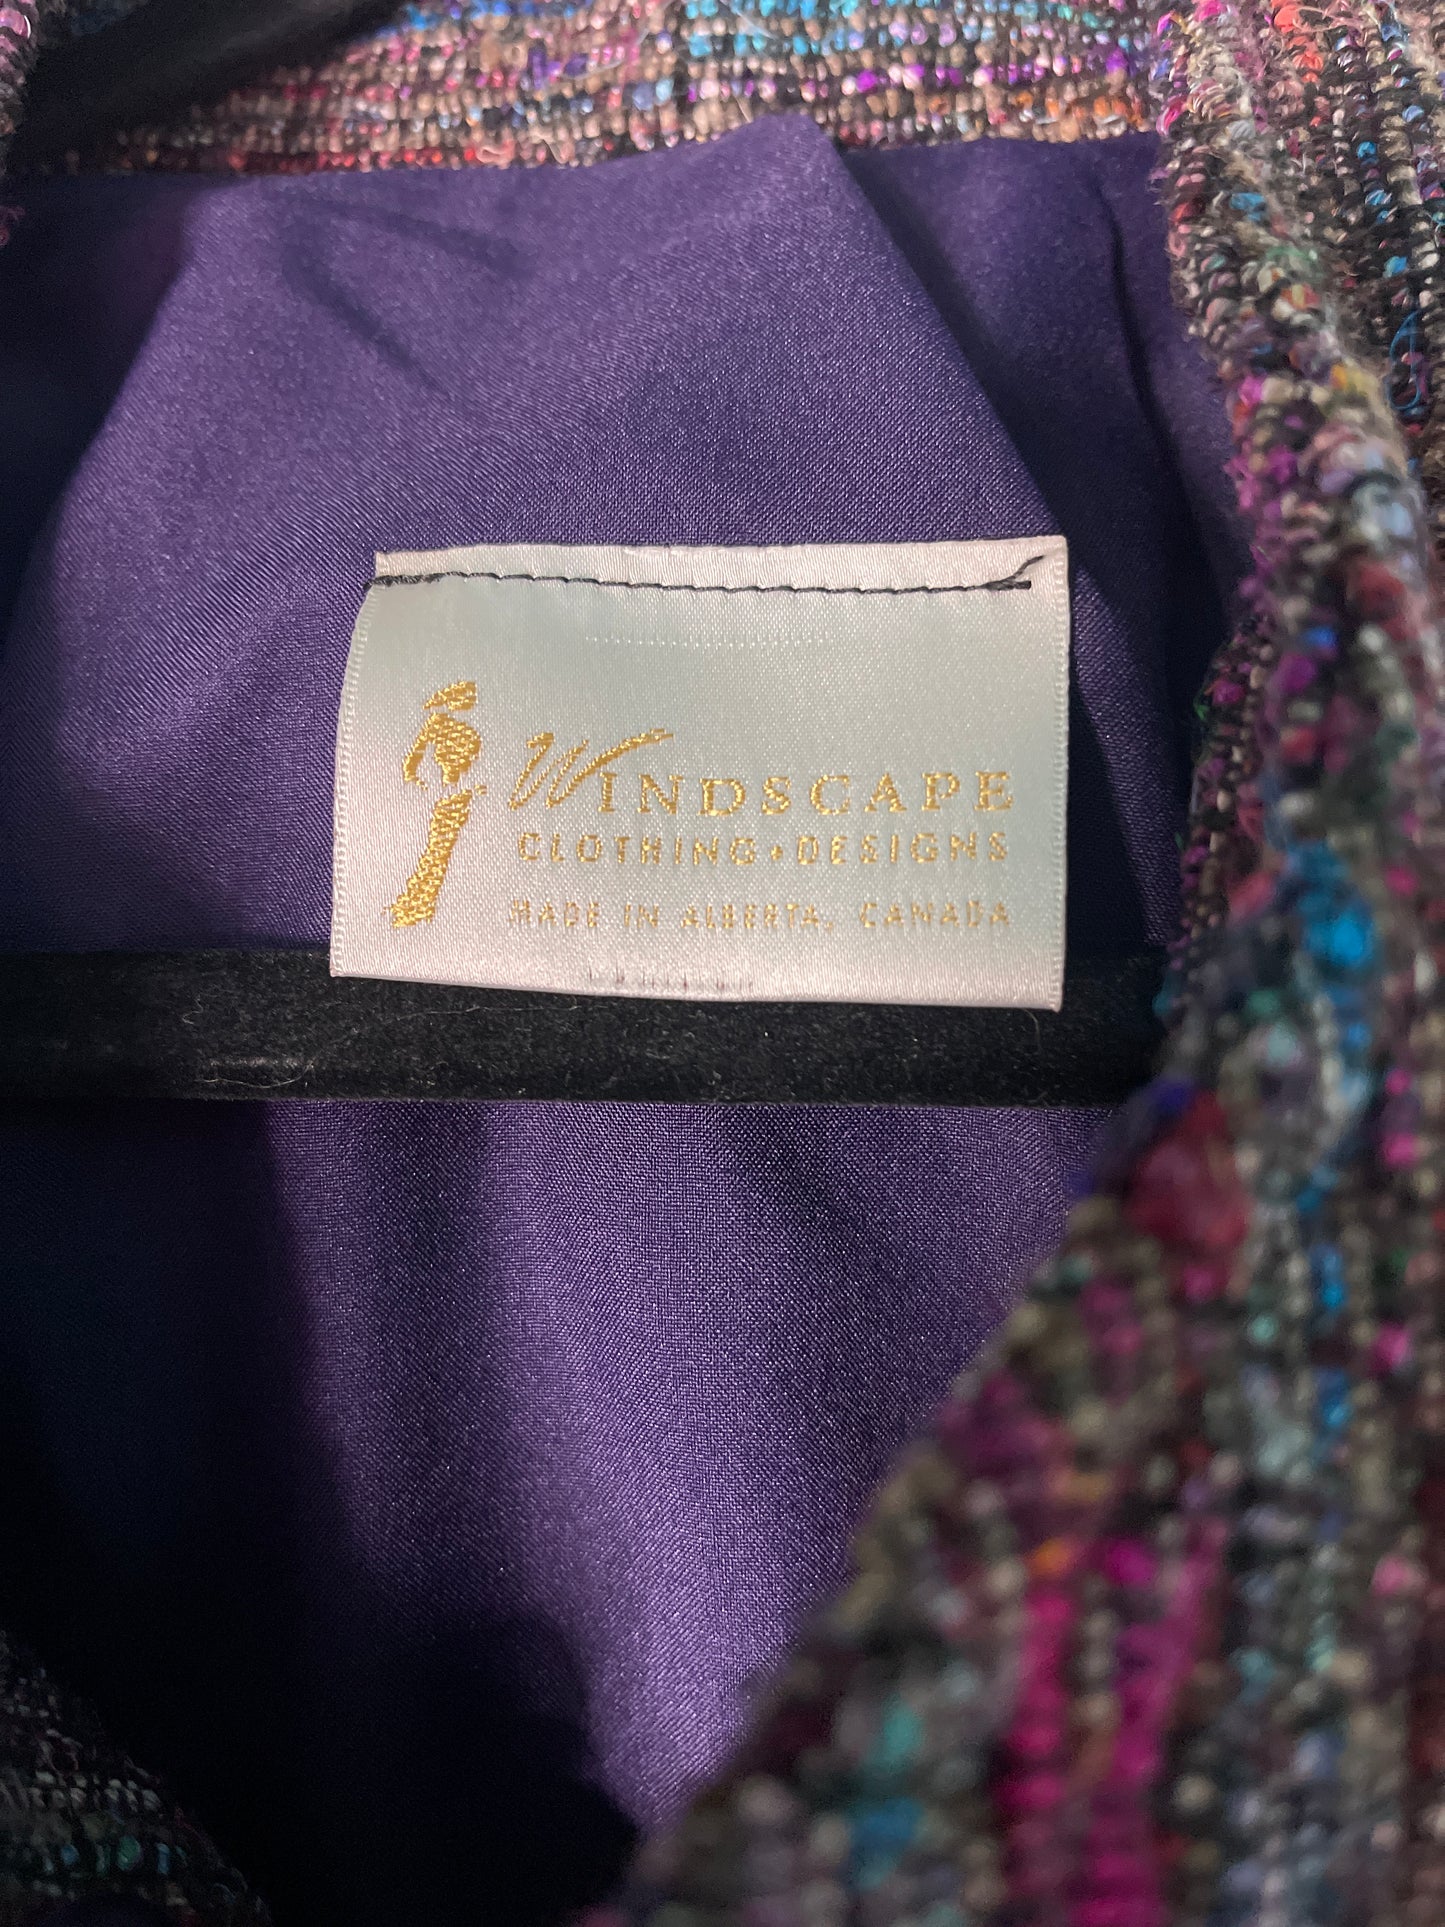 WINDSCAPE
CLOTHING • DESIGNS
MADE IN ALBERTA, CANADA